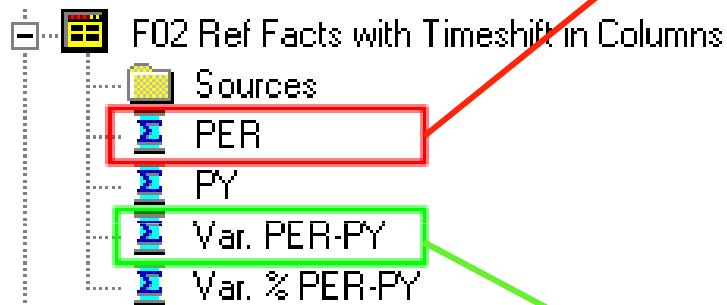 F02 Ref Facts with Timeshift in Columns
Sources
PER
PY
Var. PER-PY
Var. % PER-PY